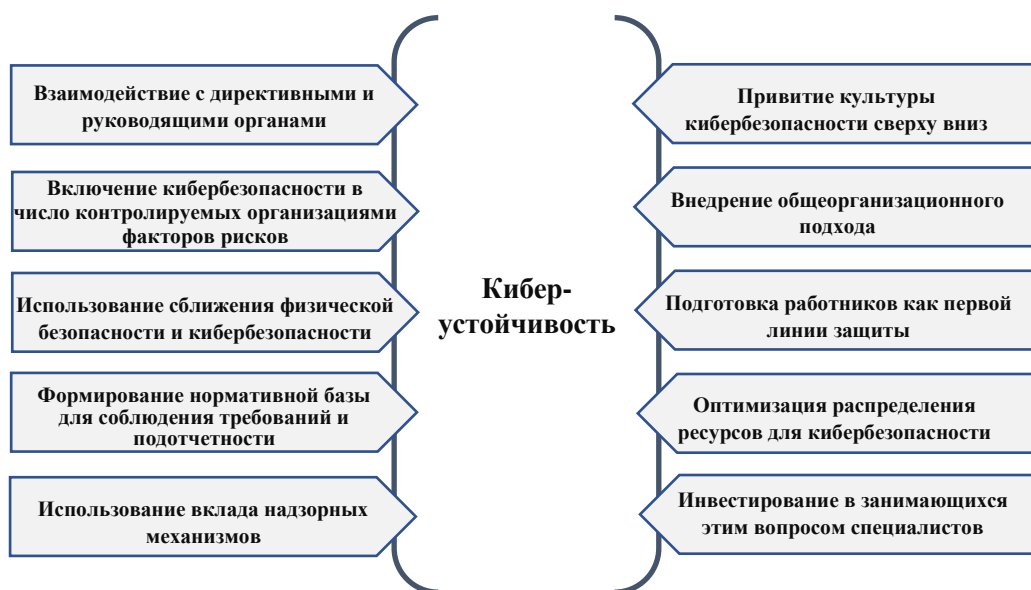 Взаимодействие с директивными и
руководящими органами
Включение кибербезопасности в
число контролируемых организациями
факторов рисков
Использование сближения физической
безопасности и кибербезопасности
Формирование нормативной базы
для соблюдения требований и
подотчетности
Использование вклада надзорных
механизмов
Кибер-
устойчивость
Привитие культуры
кибербезопасности сверху вниз
Внедрение общеорганизационного
подхода
Подготовка работников как первой
линии защиты
Оптимизация распределения
ресурсов для кибербезопасности
Инвестирование в занимающихся
этим вопросом специалистов